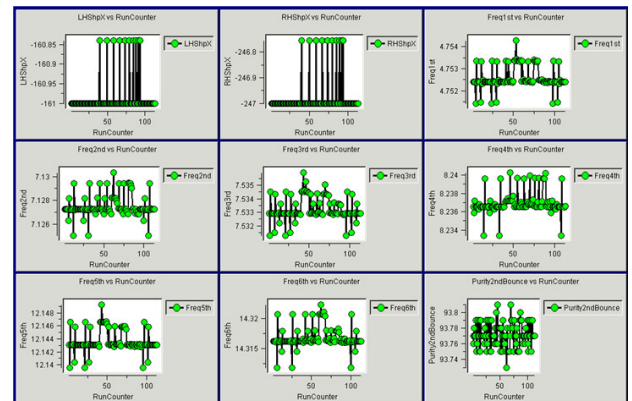 LHShpX vs RunCounter
-160.85
-160.9
-160.95
-161
LHShpX
50
100
RunCounter
LHShpX
RHShpX vs RunCounter
-246.8
-246.9
-247
RHShpX
50
100
RunCounter
RHShpX
Freq1st vs RunCounter
4.754
4.753
4.752
Freq1st
50
100
RunCounter
Freq1st
Freq2nd vs RunCounter
7.13
7.128
7.126
Freq2nd
50
100
RunCounter
Freq2nd
Freq3rd vs RunCounter
7.535
7.533
7.532
Freq3rd
50
100
RunCounter
Freq3rd
Freq4th vs RunCounter
8.24
8.238
8.236
8.234
Freq4th
50
100
RunCounter
Freq4th
Freq5th vs RunCounter
12.148
12.144
12.142
12.14
Freq5th
50
100
RunCounter
Freq5th
Freq6th vs RunCounter
14.32
14.315
Freq6th
50
100
RunCounter
Freq6th
Purity2ndBounce vs RunCounter
93.8
93.78
93.74
Purity2ndBounce
50
100
RunCounter
Purity2ndBounce